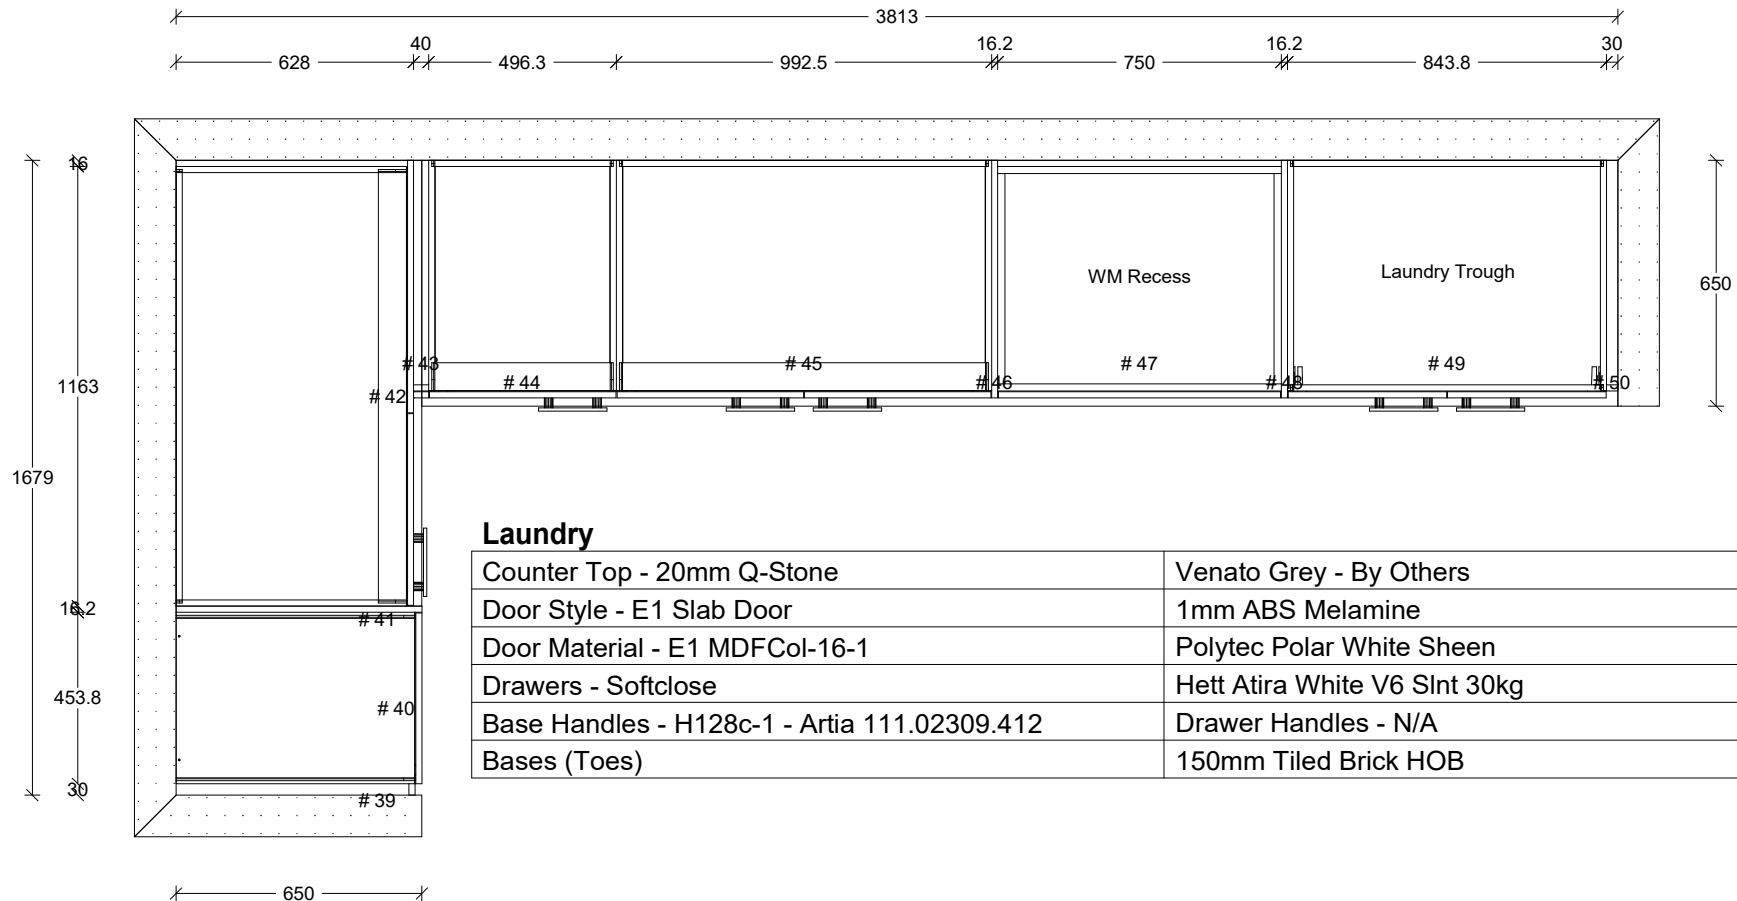 3813
40 16.2 16.2 30
628 496.3 992.5 750 843.8
16
1163
1679
16.2
453.8
30
650
650
WM Recess
Laundry Trough
# 43
# 42
# 44
# 45
# 46
# 47
# 48
# 49
# 50
# 41
# 40
# 39
Laundry
Counter Top - 20mm Q-Stone Venato Grey - By Others
Door Style - E1 Slab Door 1mm ABS Melamine
Door Material - E1 MDFCol-16-1 Polytec Polar White Sheen
Drawers - Softclose Hett Atira White V6 Slnt 30kg
Base Handles - H128c-1 - Artia 111.02309.412 Drawer Handles - N/A
Bases (Toes) 150mm Tiled Brick HOB